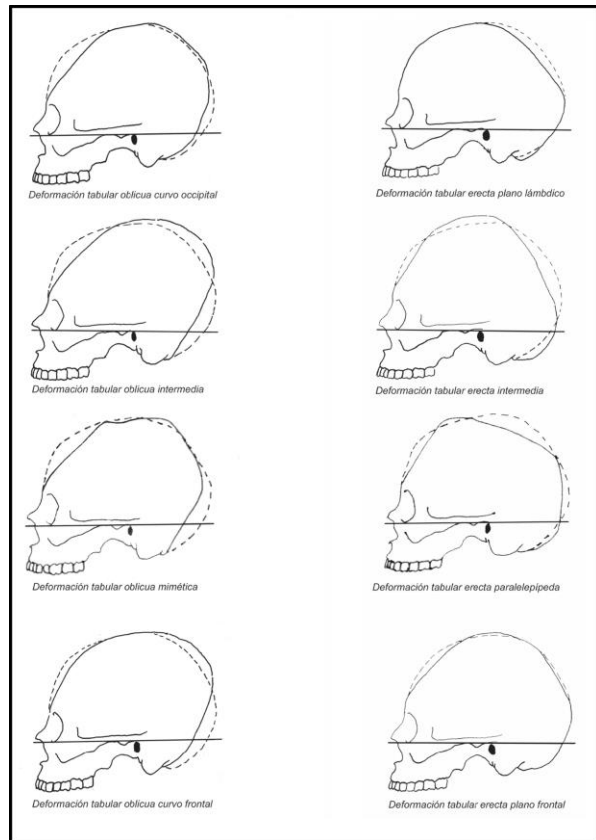 Deformación tabular oblicua curvo occipital
Deformación tabular erecta plano lámbdico
Deformación tabular oblicua intermedia
Deformación tabular erecta intermedia
Deformación tabular oblicua mimética
Deformación tabular erecta paralelepípeda
Deformación tabular oblicua curvo frontal
Deformación tabular erecta plano frontal